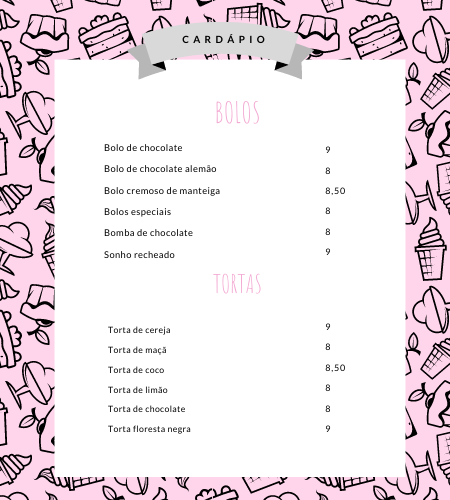 CARDÁPIO
BOLOS
Bolo de chocolate 9
Bolo de chocolate alemão 8
Bolo cremoso de manteiga 8,50
Bolos especiais 8
Bomba de chocolate 8
Sonho recheado 9
TORTAS
Torta de cereja 9
Torta de maçã 8
Torta de coco 8,50
Torta de limão 8
Torta de chocolate 8
Torta floresta negra 9